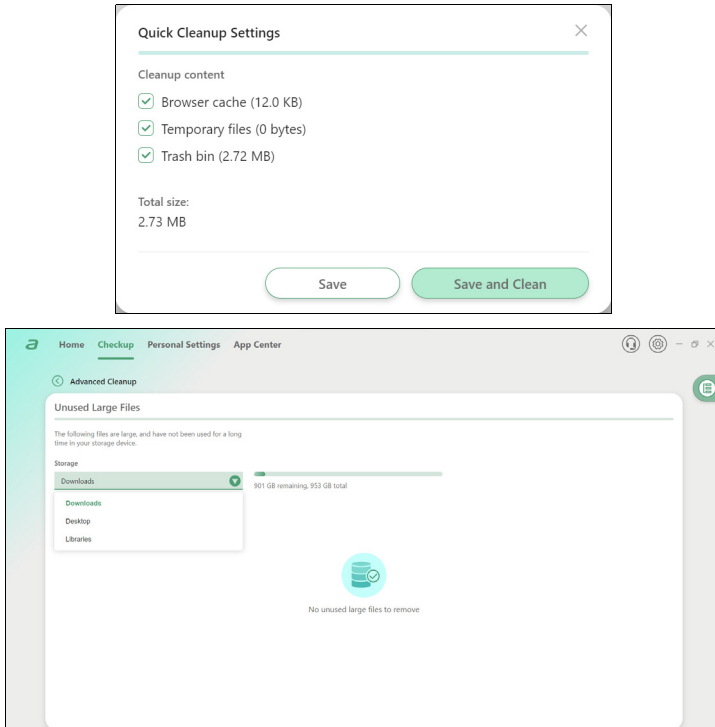 Quick Cleanup Settings
Cleanup content
Browser cache (12.0 KB)
Temporary files (0 bytes)
Trash bin (2.72 MB)
Total size:
2.73 MB
Save
Save and Clean
a Home Checkup Personal Settings App Center
Advanced Cleanup
Unused Large Files
The following files are large, and have not been used for a long
time in your storage device.
Storage
Downloads
901 GB remaining, 953 GB total
Downloads
Desktop
Libraries
No unused large files to remove